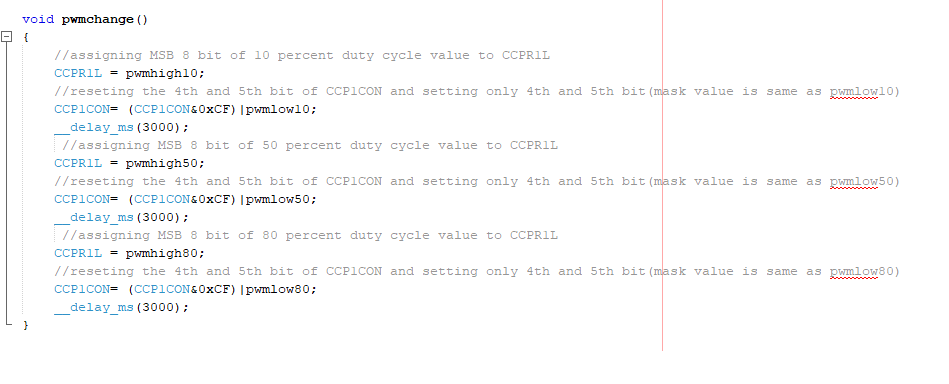 void pwmchange()
{
//assigning MSB 8 bit of 10 percent duty cycle value to CCPR1L
CCPR1L = pwmhigh10;
//reseting the 4th and 5th bit of CCP1CON and setting only 4th and 5th bit(mask value is same as pwmlow10)
CCP1CON= (CCP1CON&0xCF)|pwmlow10;
__delay_ms(3000);
//assigning MSB 8 bit of 50 percent duty cycle value to CCPR1L
CCPR1L = pwmhigh50;
//reseting the 4th and 5th bit of CCP1CON and setting only 4th and 5th bit(mask value is same as pwmlow50)
CCP1CON= (CCP1CON&0xCF)|pwmlow50;
__delay_ms(3000);
//assigning MSB 8 bit of 80 percent duty cycle value to CCPR1L
CCPR1L = pwmhigh80;
//reseting the 4th and 5th bit of CCP1CON and setting only 4th and 5th bit(mask value is same as pwmlow80)
CCP1CON= (CCP1CON&0xCF)|pwmlow80;
__delay_ms(3000);
}